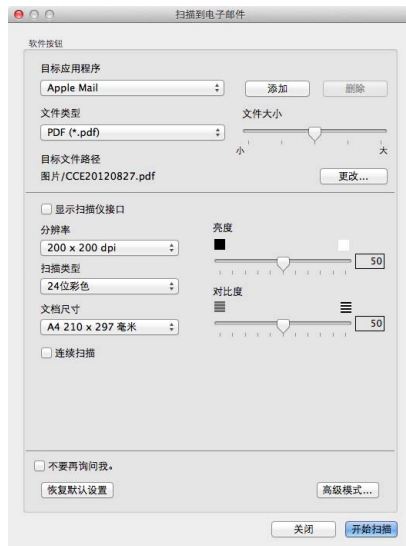 扫描到电子邮件
软件按钮
目标应用程序
Apple Mail 添加 删除
文件类型 文件大小
PDF (*.pdf)
小 大
目标文件路径
图片/CCE20120827.pdf 更改...
显示扫描仪接口
分辨率 亮度
200 x 200 dpi 50
扫描类型
24位彩色 对比度
文档尺寸
A4 210 x 297 毫米 50
连续扫描
不要再询问我。
恢复默认设置 高级模式...
关闭 开始扫描